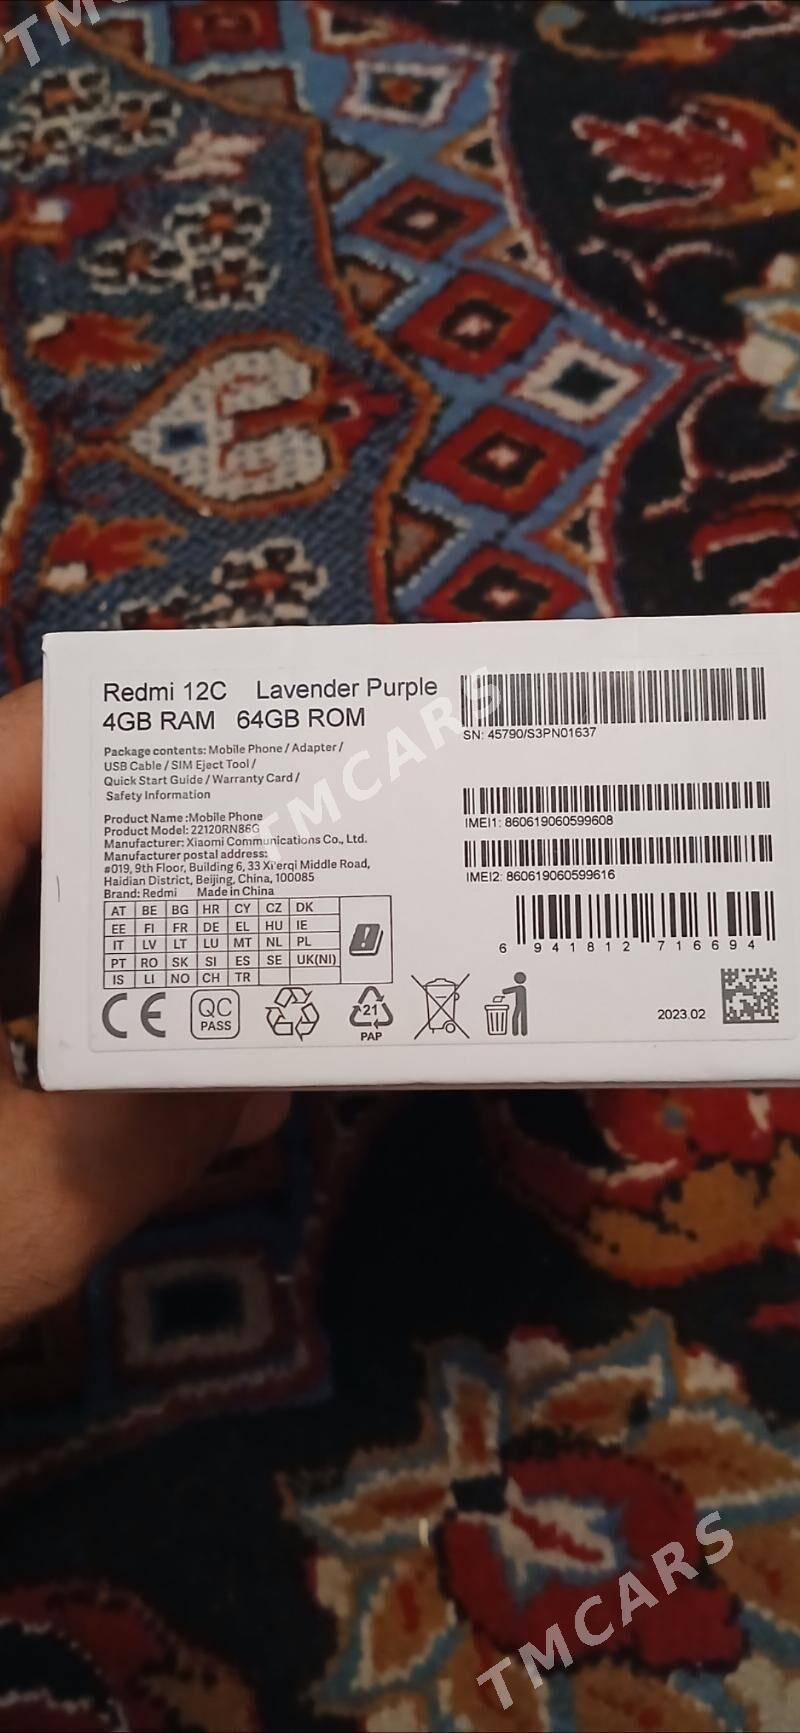 TM
Redmi 12C Lavender Purple
4GB RAM 64GB ROM
Package contents: Mobile Phone / Adapter /
USB Cable / SIM Eject Tool /
Quick Start Guide / Warranty Card /
Safety Information
Product Name :Mobile Phone
Product Model: 22120RN86G
Manufacturer: Xiaomi Communications Co., Ltd.
Manufacturer postal address:
#019, 9th Floor, Building 6, 33 Xi'erqi Middle Road,
Haidian District, Beijing, China, 100085
Brand: Redmi Made in China
AT BE BG HR CY CZ DK
EE FI FR DE EL HU IE
IT LV LT LU MT NL PL
PT RO SK SI ES SE UK(NI)
IS LI NO CH TR
CE
QC
PASS
21
PAP
SN: 45790/S3PN01637
IMEI1: 860619060599608
IMEI2: 860619060599616
6 941812 716694
2023.02
TMCARS
TMCARS